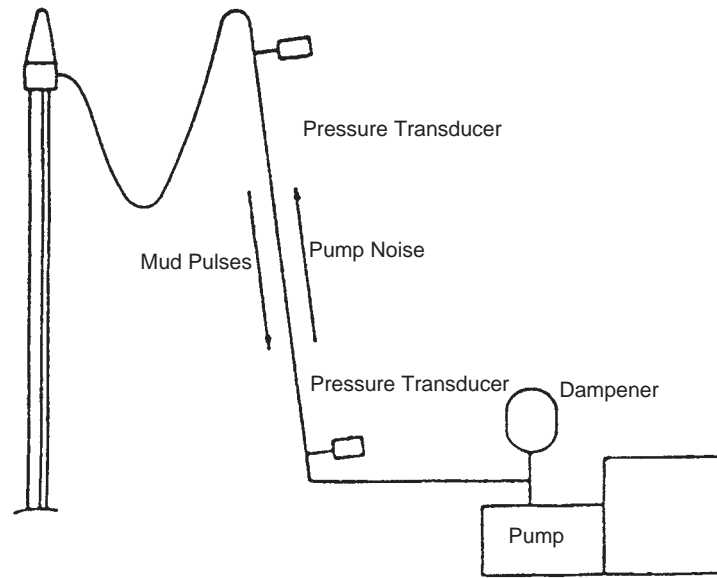 Pressure Transducer
Mud Pulses
Pump Noise
Pressure Transducer
Dampener
Pump